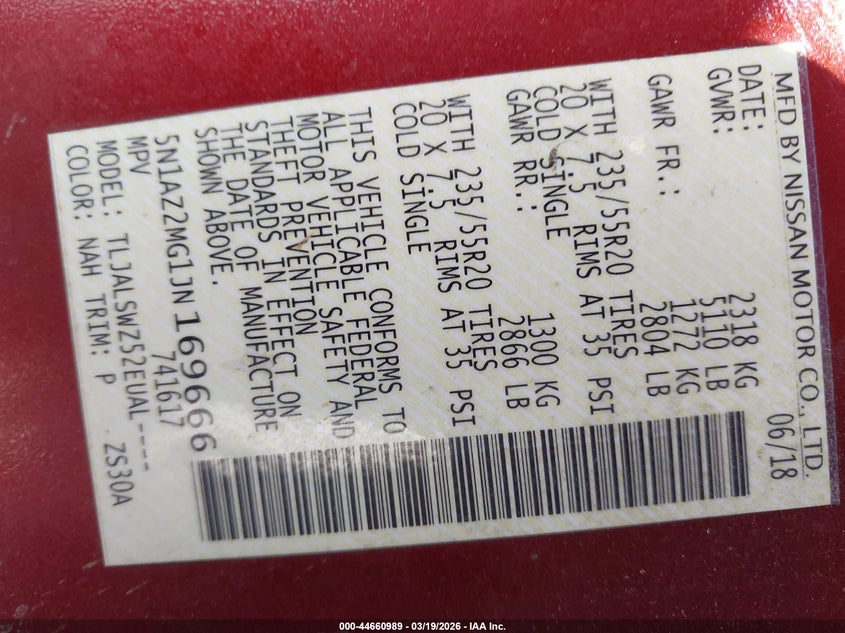 MFD BY NISSAN MOTOR CO., LTD.
DATE: 06/18
GVWR: 2318 KG
5110 LB
GAWR FR.: 1272 KG
2804 LB
WITH 235/55R20 TIRES
20 X 7.5 RIMS AT 35 PSI
COLD SINGLE
GAWR RR.: 1300 KG
2866 LB
WITH 235/55R20 TIRES
20 X 7.5 RIMS AT 35 PSI
COLD SINGLE
THIS VEHICLE CONFORMS TO
ALL APPLICABLE FEDERAL
MOTOR VEHICLE SAFETY AND
THEFT PREVENTION
STANDARDS IN EFFECT ON
THE DATE OF MANUFACTURE
SHOWN ABOVE.
5N1AZ2MG1JN169666
MPV 741617
MODEL: TLJALSWZ52EUAL----
COLOR: NAH TRIM: P ZS30A
000-44660989 - 03/19/2026 - IAA Inc.